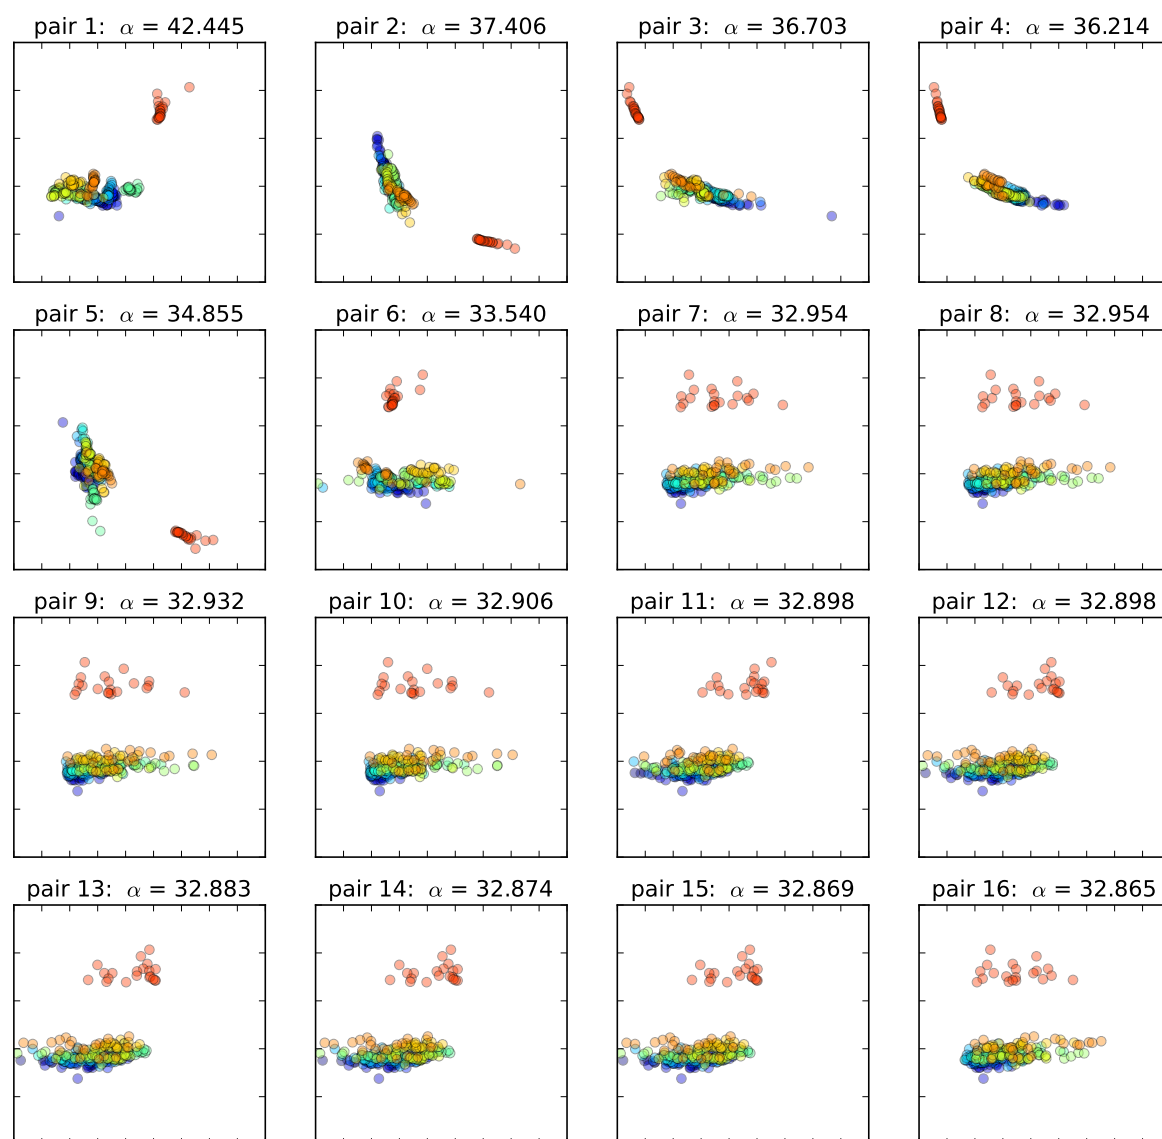 pair 1: α = 42.445
pair 2: α = 37.406
pair 3: α = 36.703
pair 4: α = 36.214
pair 5: α = 34.855
pair 6: α = 33.540
pair 7: α = 32.954
pair 8: α = 32.954
pair 9: α = 32.932
pair 10: α = 32.906
pair 11: α = 32.898
pair 12: α = 32.898
pair 13: α = 32.883
pair 14: α = 32.874
pair 15: α = 32.869
pair 16: α = 32.865